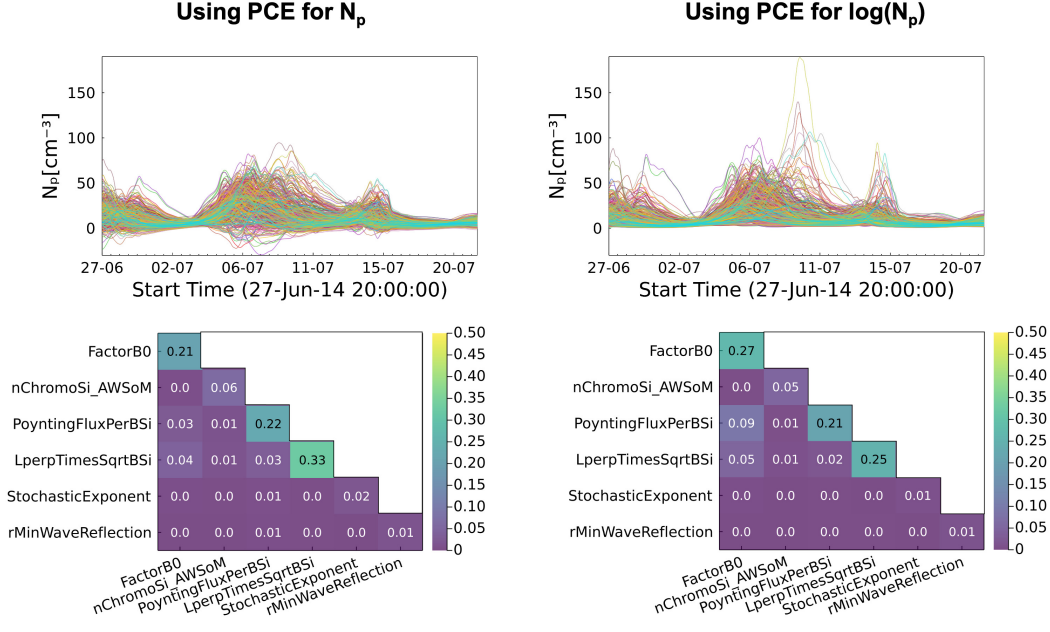 Using PCE for Nₚ
Using PCE for log(Nₚ)
Nₚ[cm⁻³]
150
100
50
0
27-06 02-07 06-07 11-07 15-07 20-07
Start Time (27-Jun-14 20:00:00)
Nₚ[cm⁻³]
150
100
50
0
27-06 02-07 06-07 11-07 15-07 20-07
Start Time (27-Jun-14 20:00:00)
FactorB0 0.21
nChromoSi_AWSoM 0.0 0.06
PoyntingFluxPerBSi 0.03 0.01 0.22
LperpTimesSqrtBSi 0.04 0.01 0.03 0.33
StochasticExponent 0.0 0.0 0.01 0.0 0.02
rMinWaveReflection 0.0 0.0 0.01 0.0 0.0 0.01
FactorB0
nChromoSi_AWSoM
PoyntingFluxPerBSi
LperpTimesSqrtBSi
StochasticExponent
rMinWaveReflection
0.50
0.45
0.40
0.35
0.30
0.25
0.20
0.15
0.10
0.05
0
FactorB0 0.27
nChromoSi_AWSoM 0.0 0.05
PoyntingFluxPerBSi 0.09 0.01 0.21
LperpTimesSqrtBSi 0.05 0.01 0.02 0.25
StochasticExponent 0.0 0.0 0.0 0.0 0.01
rMinWaveReflection 0.0 0.0 0.0 0.0 0.0 0.01
FactorB0
nChromoSi_AWSoM
PoyntingFluxPerBSi
LperpTimesSqrtBSi
StochasticExponent
rMinWaveReflection
0.50
0.45
0.40
0.35
0.30
0.25
0.20
0.15
0.10
0.05
0